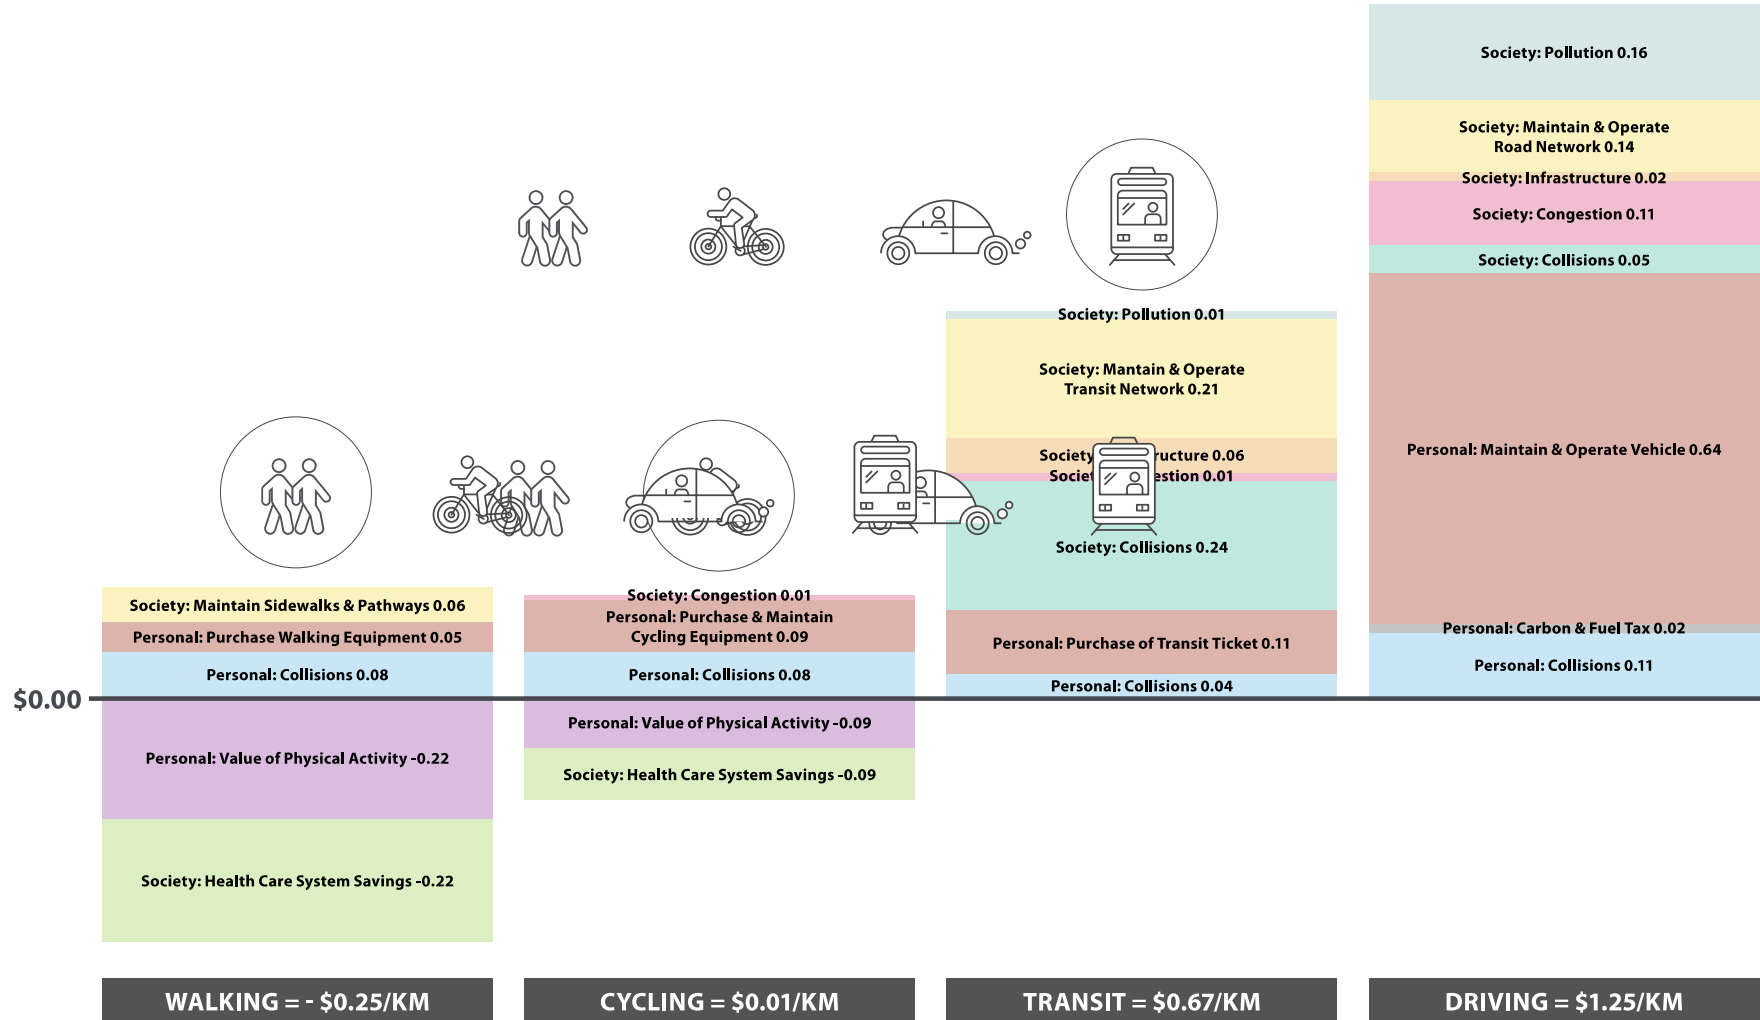 Society: Pollution 0.16
Society: Maintain & Operate
Road Network 0.14
Society: Infrastructure 0.02
Society: Congestion 0.11
Society: Collisions 0.05
Personal: Maintain & Operate Vehicle 0.64
Personal: Carbon & Fuel Tax 0.02
Personal: Collisions 0.11
Society: Pollution 0.01
Society: Mantain & Operate
Transit Network 0.21
Society ructure 0.06
Societ estion 0.01
Society: Collisions 0.24
Personal: Purchase of Transit Ticket 0.11
Personal: Collisions 0.04
Society: Congestion 0.01
Personal: Purchase & Maintain
Cycling Equipment 0.09
Personal: Collisions 0.08
Personal: Value of Physical Activity -0.09
Society: Health Care System Savings -0.09
Society: Maintain Sidewalks & Pathways 0.06
Personal: Purchase Walking Equipment 0.05
Personal: Collisions 0.08
$0.00
Personal: Value of Physical Activity -0.22
Society: Health Care System Savings -0.22
WALKING = - $0.25/KM
CYCLING = $0.01/KM
TRANSIT = $0.67/KM
DRIVING = $1.25/KM